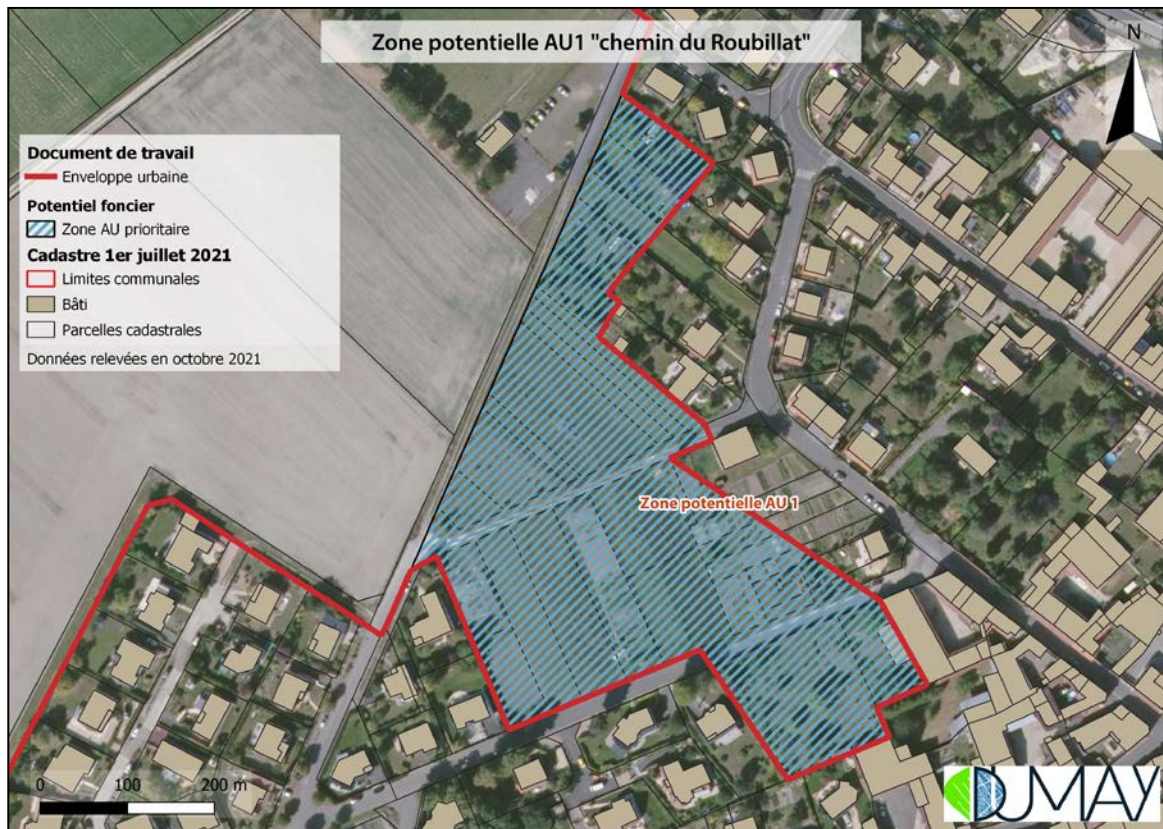 Zone potentielle AU1 "chemin du Roubillat"
N
Document de travail
Enveloppe urbaine
Potentiel foncier
Zone AU prioritaire
Cadastre 1er juillet 2021
Limites communales
Bâti
Parcelles cadastrales
Données relevées en octobre 2021
Zone potentielle AU 1
0 100 200 m
DUMAY